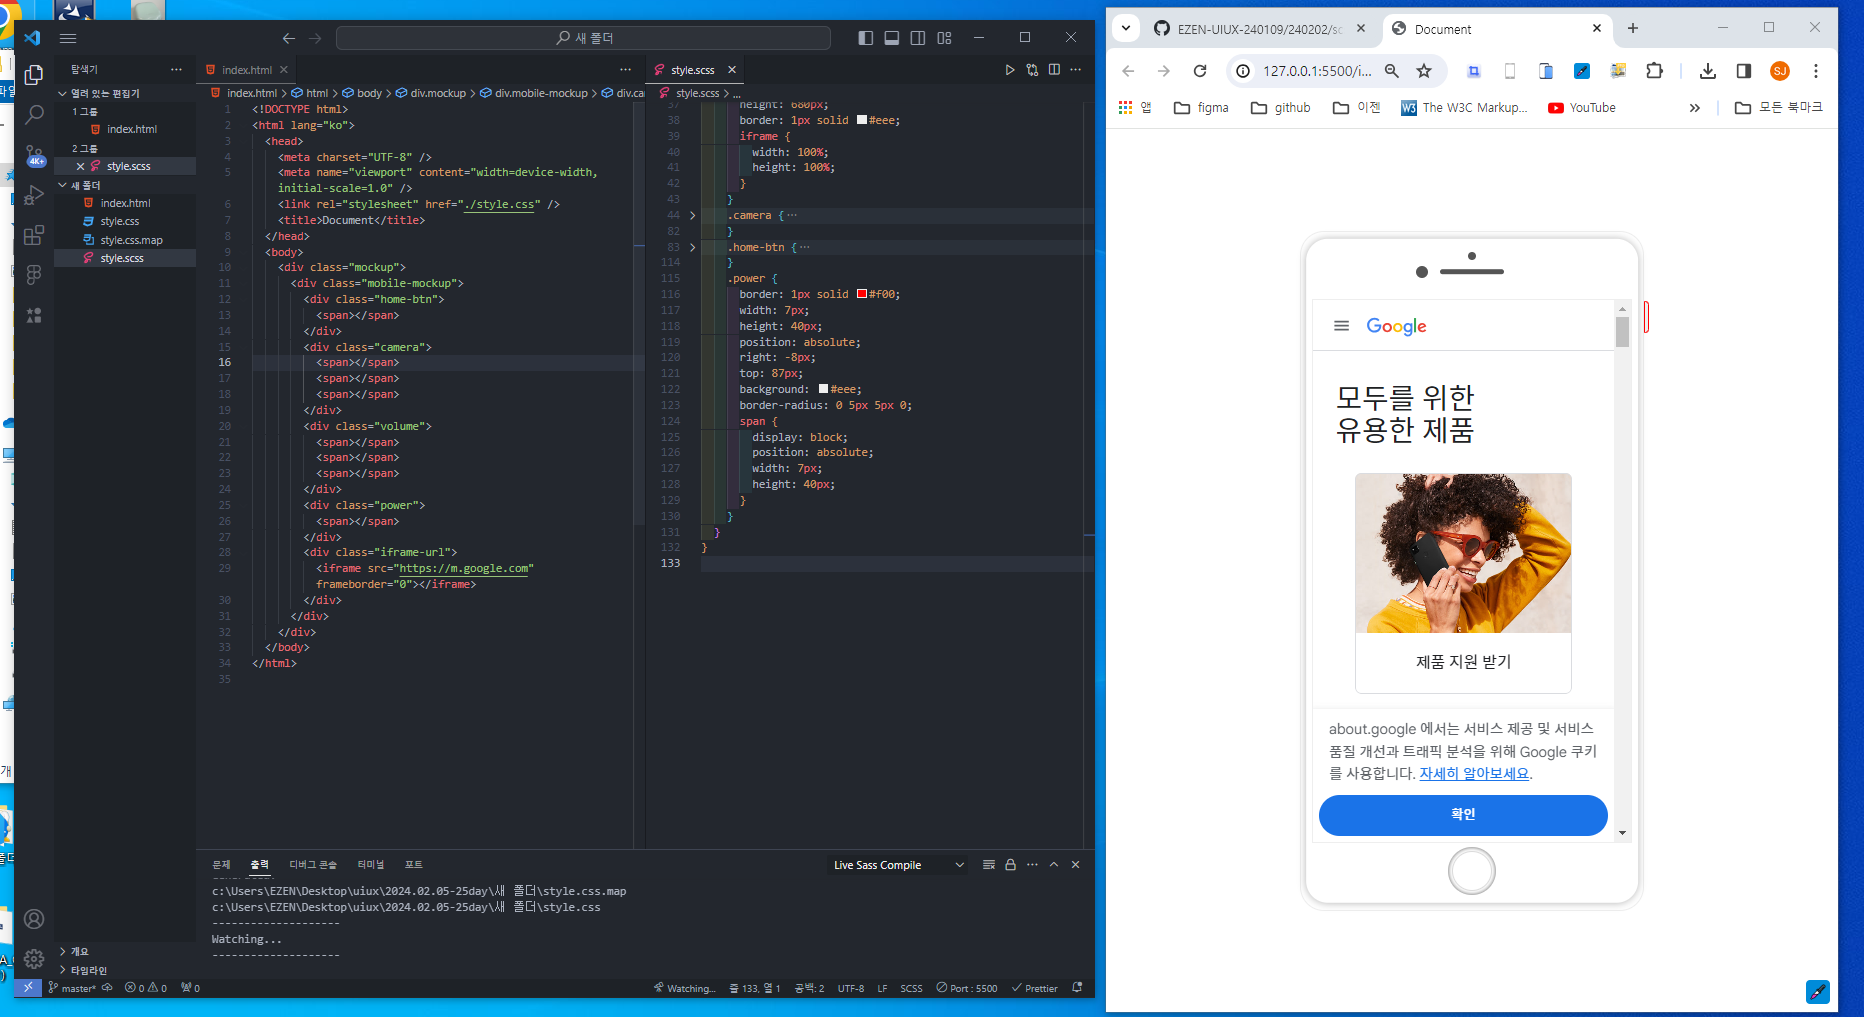 새 폴더
탐색기
열려 있는 편집기
1 그룹
index.html
2 그룹
style.scss
새 폴더
index.html
style.css
style.css.map
style.scss
4K+
개요
타임라인
index.html
index.html > html > body > div.mockup > div.mobile-mockup > div.ca
1 <!DOCTYPE html>
2 <html lang="ko">
3 <head>
4 <meta charset="UTF-8" />
5 <meta name="viewport" content="width=device-width,
initial-scale=1.0" />
6 <link rel="stylesheet" href="./style.css" />
7 <title>Document</title>
8 </head>
9 <body>
10 <div class="mockup">
11 <div class="mobile-mockup">
12 <div class="home-btn">
13 <span></span>
14 </div>
15 <div class="camera">
16 <span></span>
17 <span></span>
18 <span></span>
19 </div>
20 <div class="volume">
21 <span></span>
22 <span></span>
23 <span></span>
24 </div>
25 <div class="power">
26 <span></span>
27 </div>
28 <div class="iframe-url">
29 <iframe src="https://m.google.com"
frameborder="0"></iframe>
30 </div>
31 </div>
32 </div>
33 </body>
34 </html>
35
style.scss
style.scss > ...
37 height: 680px;
38 border: 1px solid #eee;
39 iframe {
40 width: 100%;
41 height: 100%;
42 }
43 }
44 .camera {…
82 }
83 .home-btn {…
114 }
115 .power {
116 border: 1px solid #f00;
117 width: 7px;
118 height: 40px;
119 position: absolute;
120 right: -8px;
121 top: 87px;
122 background: #eee;
123 border-radius: 0 5px 5px 0;
124 span {
125 display: block;
126 position: absolute;
127 width: 7px;
128 height: 40px;
129 }
130 }
131 }
132 }
133
문제 출력 디버그 콘솔 터미널 포트
Live Sass Compile
c:\Users\EZEN\Desktop\uiux\2024.02.05-25day\새 폴더\style.css.map
c:\Users\EZEN\Desktop\uiux\2024.02.05-25day\새 폴더\style.css
--------------------
Watching...
--------------------
master* 0 0 0
Watching... 줄 133, 열 1 공백: 2 UTF-8 LF SCSS Port : 5500 Prettier
EZEN-UIUX-240109/240202/sc
Document
127.0.0.1:5500/i...
SJ
앱 figma github 이젠 The W3C Markup... YouTube » 모든 북마크
W3
Google
모두를 위한
유용한 제품
제품 지원 받기
about.google 에서는 서비스 제공 및 서비스
품질 개선과 트래픽 분석을 위해 Google 쿠키
를 사용합니다. 자세히 알아보세요.
확인